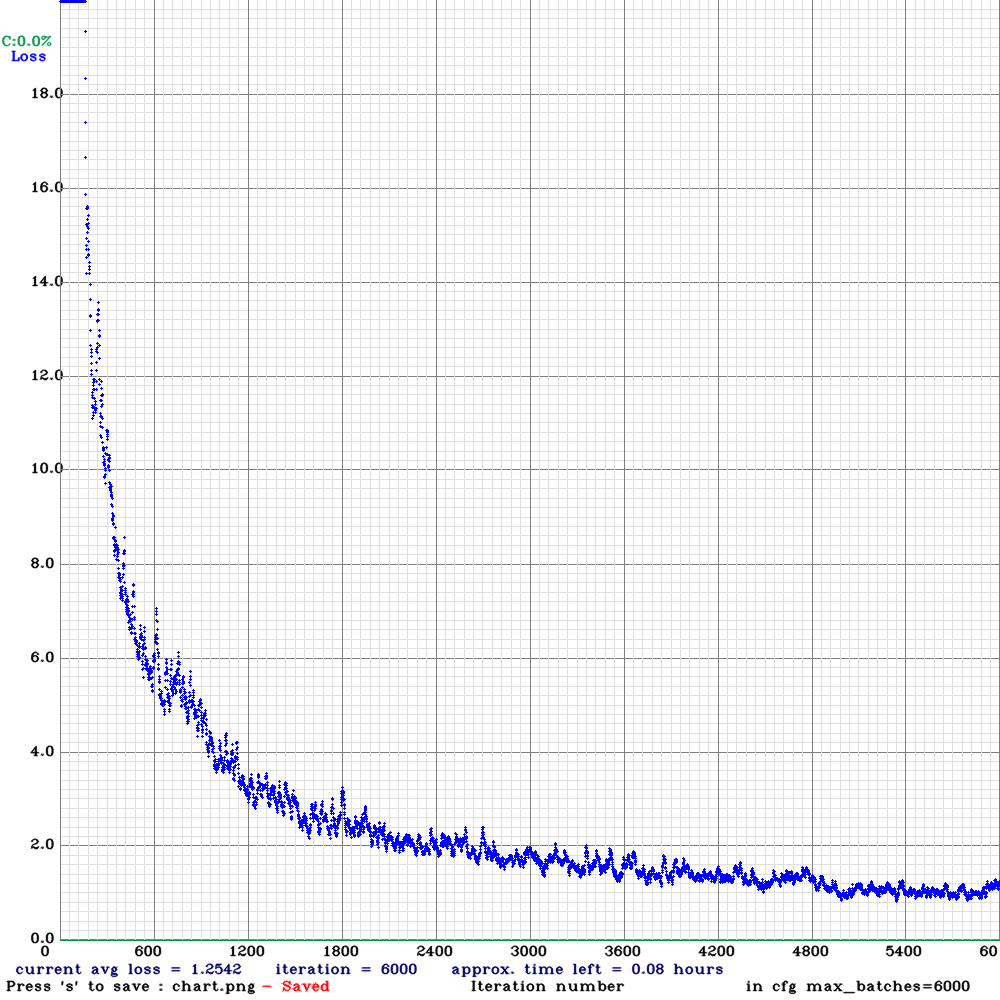 C:0.0%
Loss
18.0
16.0
14.0
12.0
10.0
8.0
6.0
4.0
2.0
0.0
0 600 1200 1800 2400 3000 3600 4200 4800 5400 60
current avg loss = 1.2542 iteration = 6000 approx. time left = 0.08 hours
Press 's' to save : chart.png - Saved Iteration number in cfg max_batches=6000